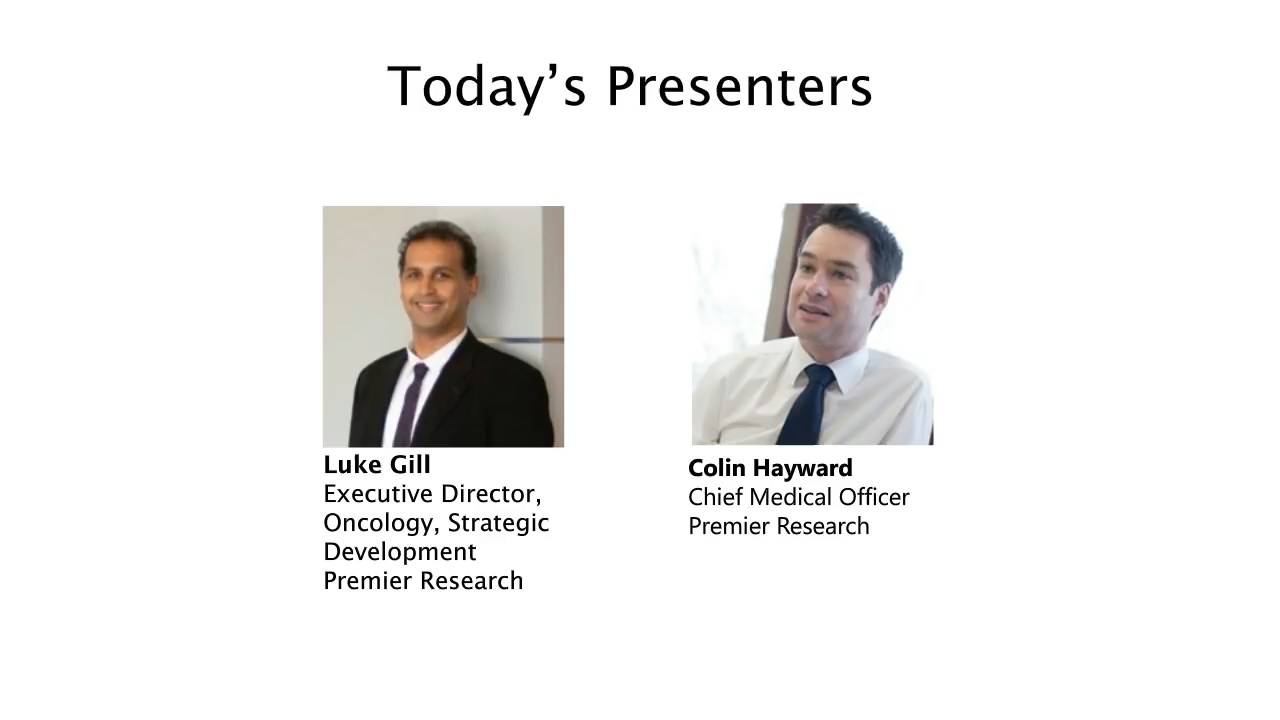 Today’s Presenters
Luke Gill
Executive Director,
Oncology, Strategic
Development
Premier Research
Colin Hayward
Chief Medical Officer
Premier Research